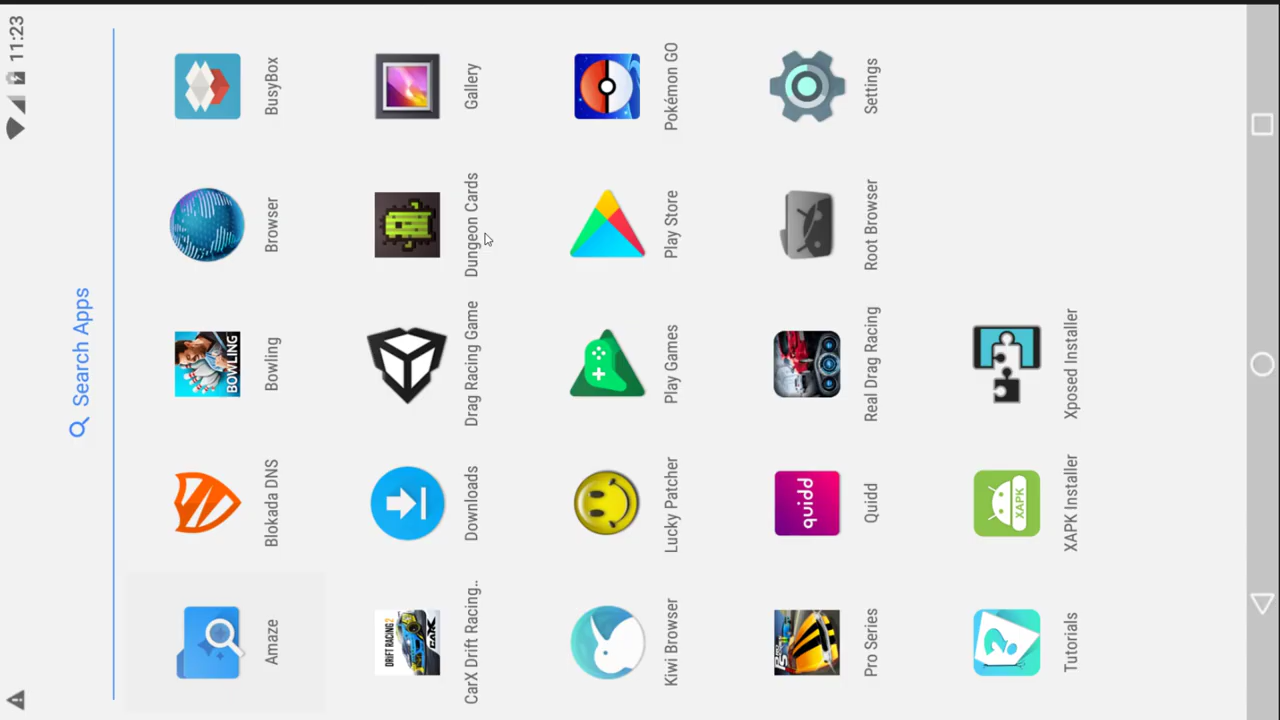 11:23
Search Apps
Amaze
Blokada DNS
BOWLING
Bowling
Browser
BusyBox
DRIFT RACING 2
CARX
CarX Drift Racing..
Downloads
Drag Racing Game
Dungeon Cards
Gallery
Kiwi Browser
Lucky Patcher
Play Games
Play Store
Pokémon GO
Pro Series
quidd
Quidd
Real Drag Racing
Root Browser
Settings
Tutorials
XAPK
XAPK Installer
Xposed Installer